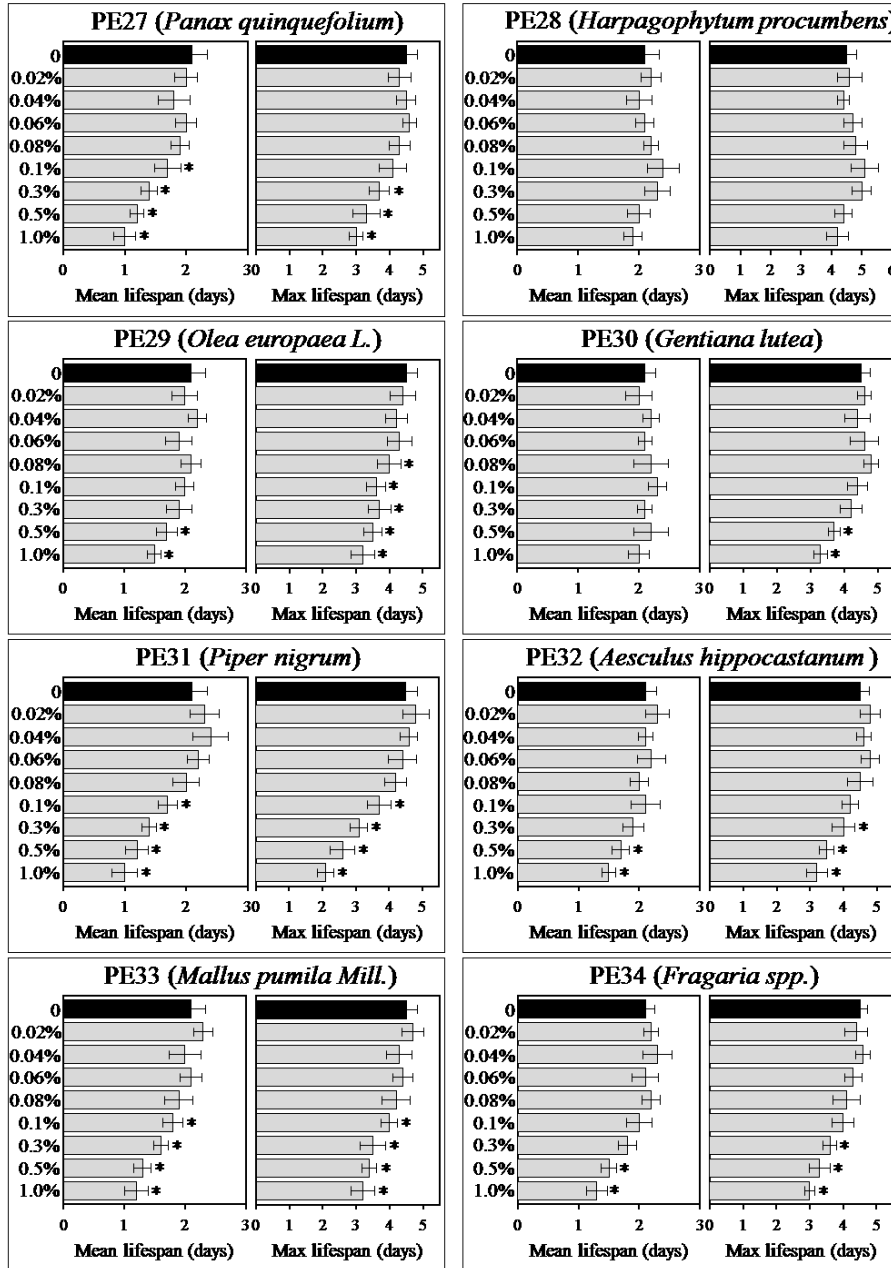 PE27 (Panax quinquefolium)
0
0.02%
0.04%
0.06%
0.08%
0.1% *
0.3% * *
0.5% * *
1.0% * *
0 1 2 3 0 1 2 3 4 5
Mean lifespan (days) Max lifespan (days)
PE28 (Harpagophytum procumbens)
0
0.02%
0.04%
0.06%
0.08%
0.1%
0.3%
0.5%
1.0%
0 1 2 3 0 1 2 3 4 5 6
Mean lifespan (days) Max lifespan (days)
PE29 (Olea europaea L.)
0
0.02%
0.04%
0.06%
0.08% *
0.1% *
0.3% *
0.5% * *
1.0% * *
0 1 2 3 0 1 2 3 4 5
Mean lifespan (days) Max lifespan (days)
PE30 (Gentiana lutea)
0
0.02%
0.04%
0.06%
0.08%
0.1%
0.3%
0.5% *
1.0% *
0 1 2 3 0 1 2 3 4 5
Mean lifespan (days) Max lifespan (days)
PE31 (Piper nigrum)
0
0.02%
0.04%
0.06%
0.08%
0.1% * *
0.3% * *
0.5% * *
1.0% * *
0 1 2 3 0 1 2 3 4 5
Mean lifespan (days) Max lifespan (days)
PE32 (Aesculus hippocastanum )
0
0.02%
0.04%
0.06%
0.08%
0.1%
0.3% *
0.5% * *
1.0% * *
0 1 2 3 0 1 2 3 4 5
Mean lifespan (days) Max lifespan (days)
PE33 (Mallus pumila Mill.)
0
0.02%
0.04%
0.06%
0.08%
0.1% * *
0.3% * *
0.5% * *
1.0% * *
0 1 2 3 0 1 2 3 4 5
Mean lifespan (days) Max lifespan (days)
PE34 (Fragaria spp.)
0
0.02%
0.04%
0.06%
0.08%
0.1%
0.3% *
0.5% * *
1.0% * *
0 1 2 3 0 1 2 3 4 5
Mean lifespan (days) Max lifespan (days)